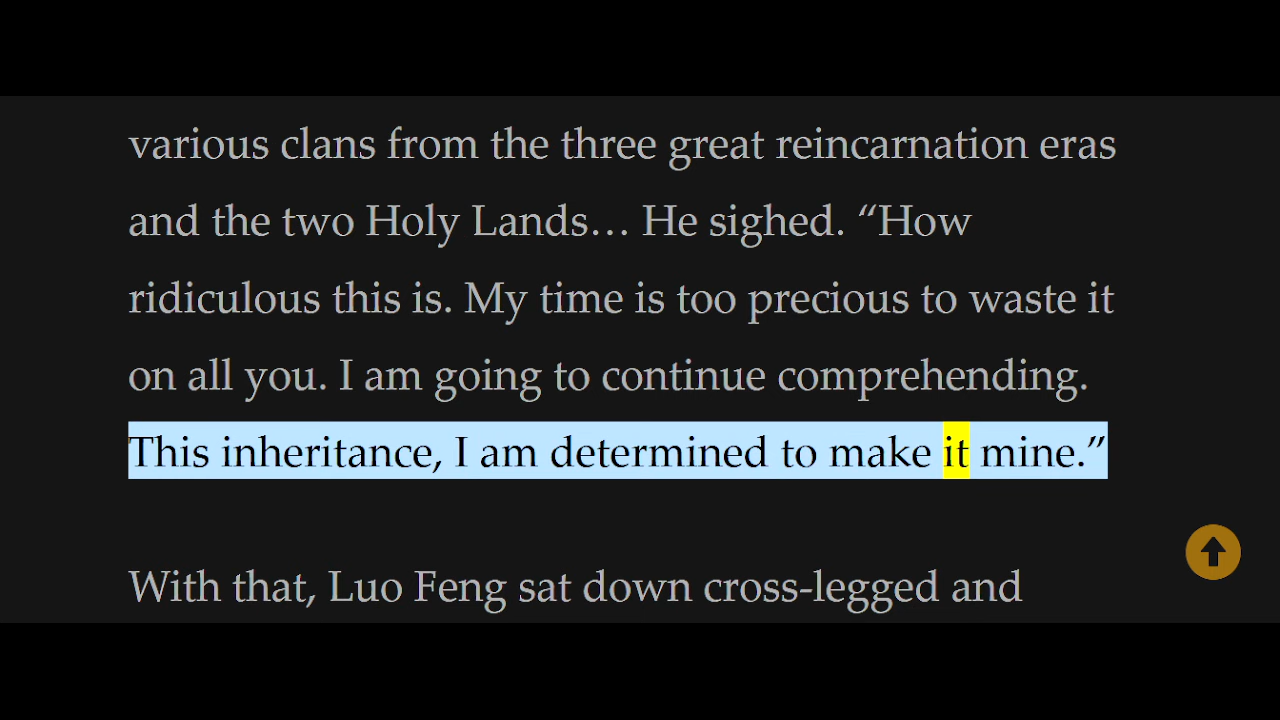 various clans from the three great reincarnation eras
and the two Holy Lands… He sighed. “How
ridiculous this is. My time is too precious to waste it
on all you. I am going to continue comprehending.
This inheritance, I am determined to make it mine.”
With that, Luo Feng sat down cross-legged and